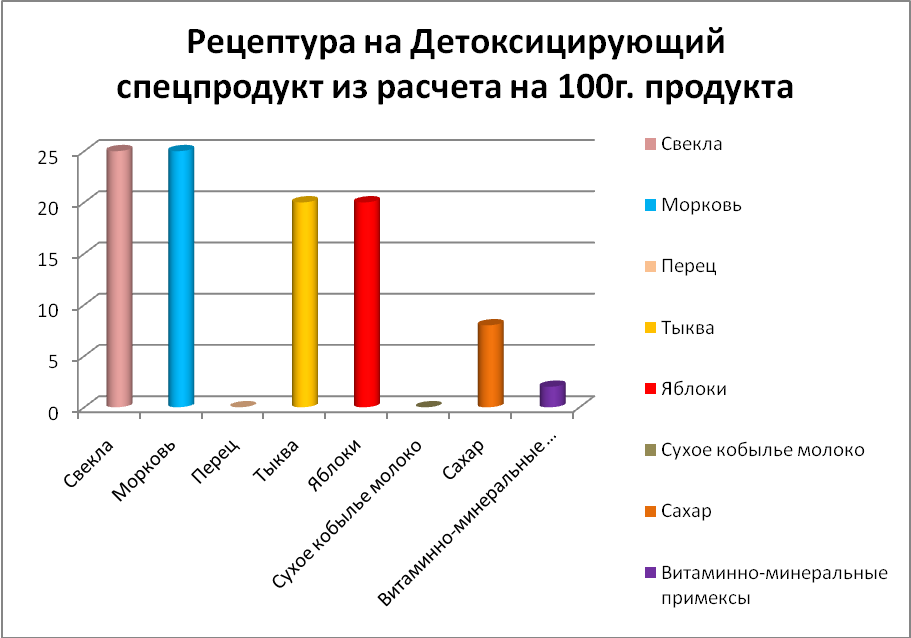 Рецептура на Детоксицирующий
спецпродукт из расчета на 100г. продукта
25
20
15
10
5
0
Свекла
Морковь
Перец
Тыква
Яблоки
Сухое кобылье молоко
Сахар
Витаминно-минеральные...
Свекла
Морковь
Перец
Тыква
Яблоки
Сухое кобылье молоко
Сахар
Витаминно-минеральные
примексы